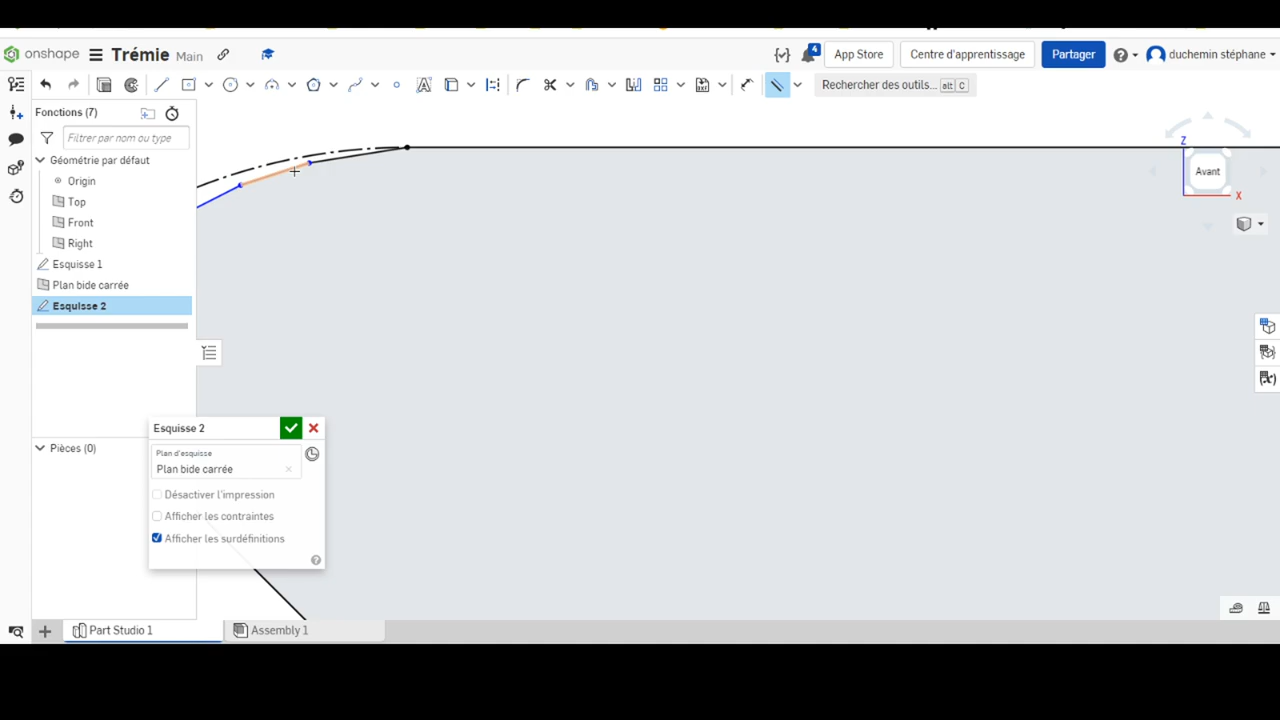 onshape Trémie Main 4 App Store Centre d'apprentissage Partager duchemin stéphane
Rechercher des outils... alt C
Fonctions (7)
Filtrer par nom ou type
Géométrie par défaut
Origin
Top
Front
Right
Esquisse 1
Plan bide carrée
Esquisse 2
Z
Avant
X
Esquisse 2
Plan d'esquisse
Plan bide carrée
Pièces (0)
Désactiver l'impression
Afficher les contraintes
Afficher les surdéfinitions
Part Studio 1
Assembly 1